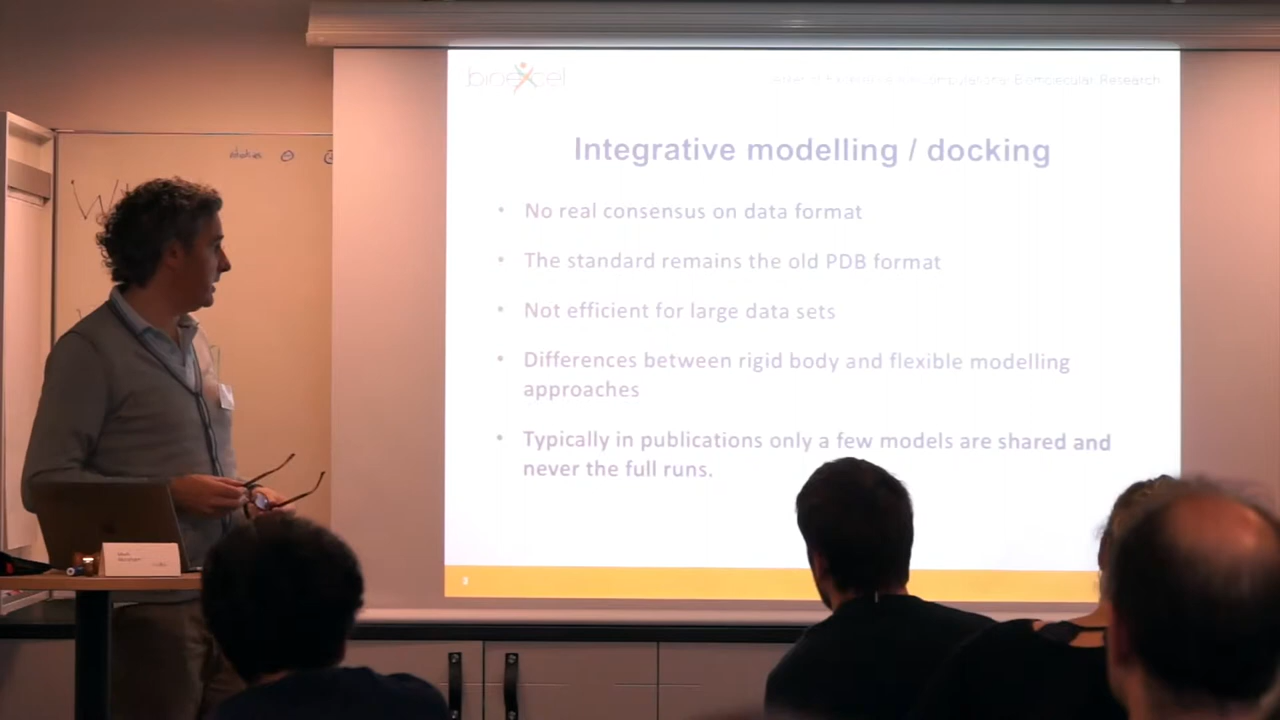 bioexcel
Biomolecular Research
Integrative modelling / docking
• No real consensus on data format
• The standard remains the old PDB format
• Not efficient for large data sets
• Differences between rigid body and flexible modelling
approaches
• Typically in publications only a few models are shared and
never the full runs.